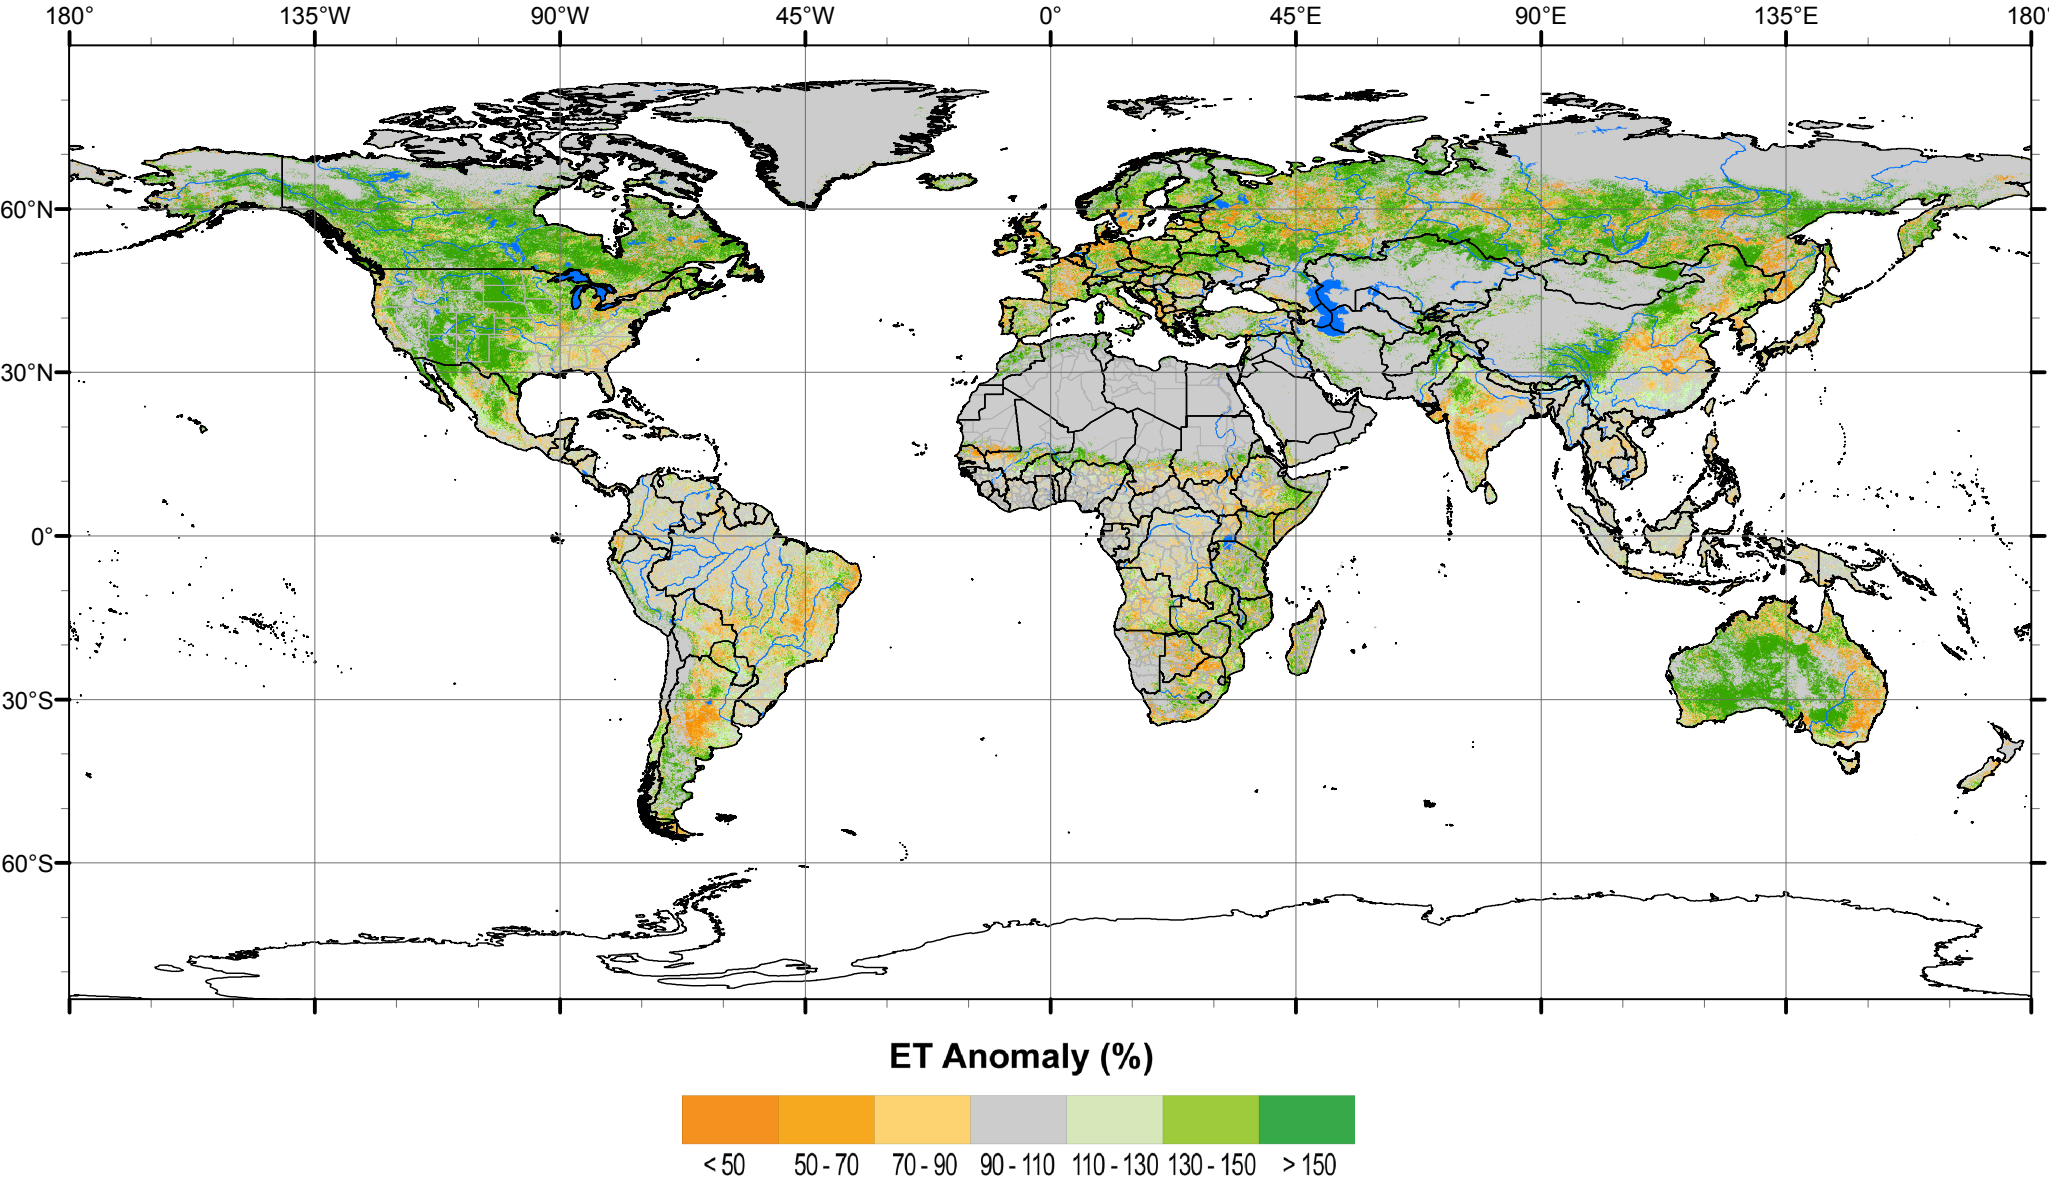 180° 135°W 90°W 45°W 0° 45°E 90°E 135°E 180°
60°N
30°N
0°
30°S
60°S
ET Anomaly (%)
< 50 50 - 70 70 - 90 90 - 110 110 - 130 130 - 150 > 150